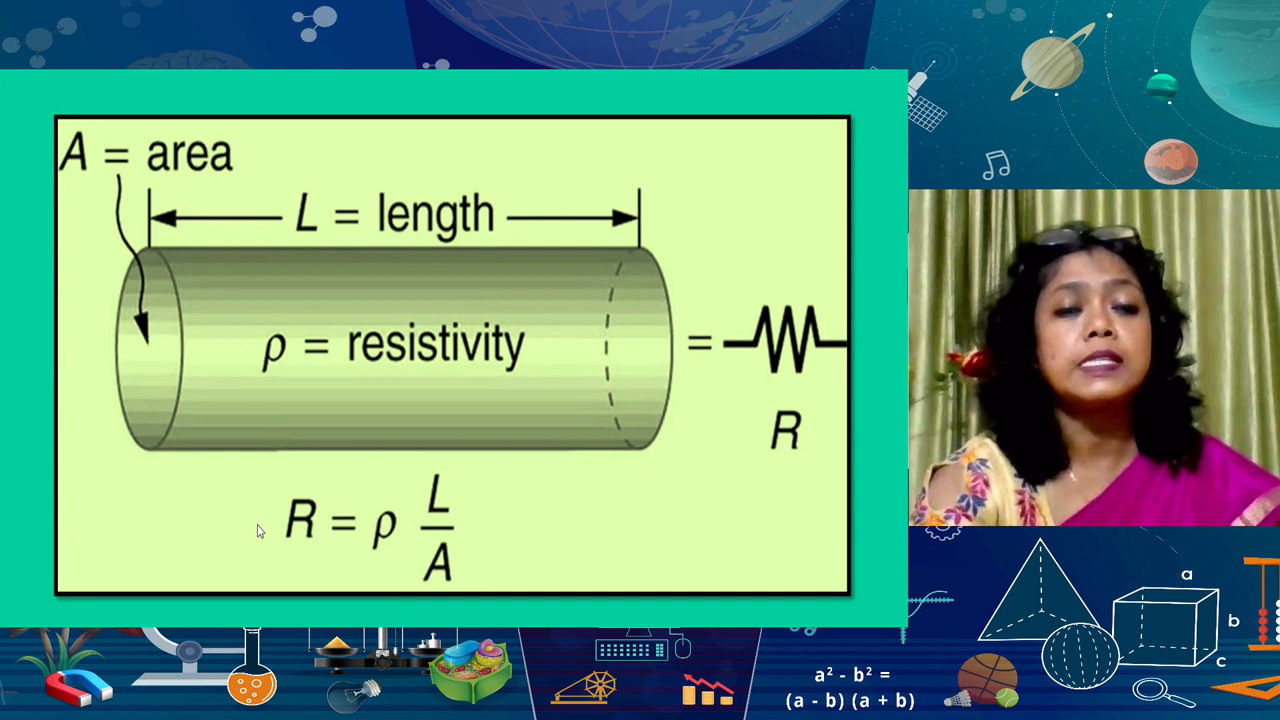 A = area
L = length
ρ = resistivity
=
R
R = ρ L/A
a
b
c
a² - b² =
(a - b) (a + b)